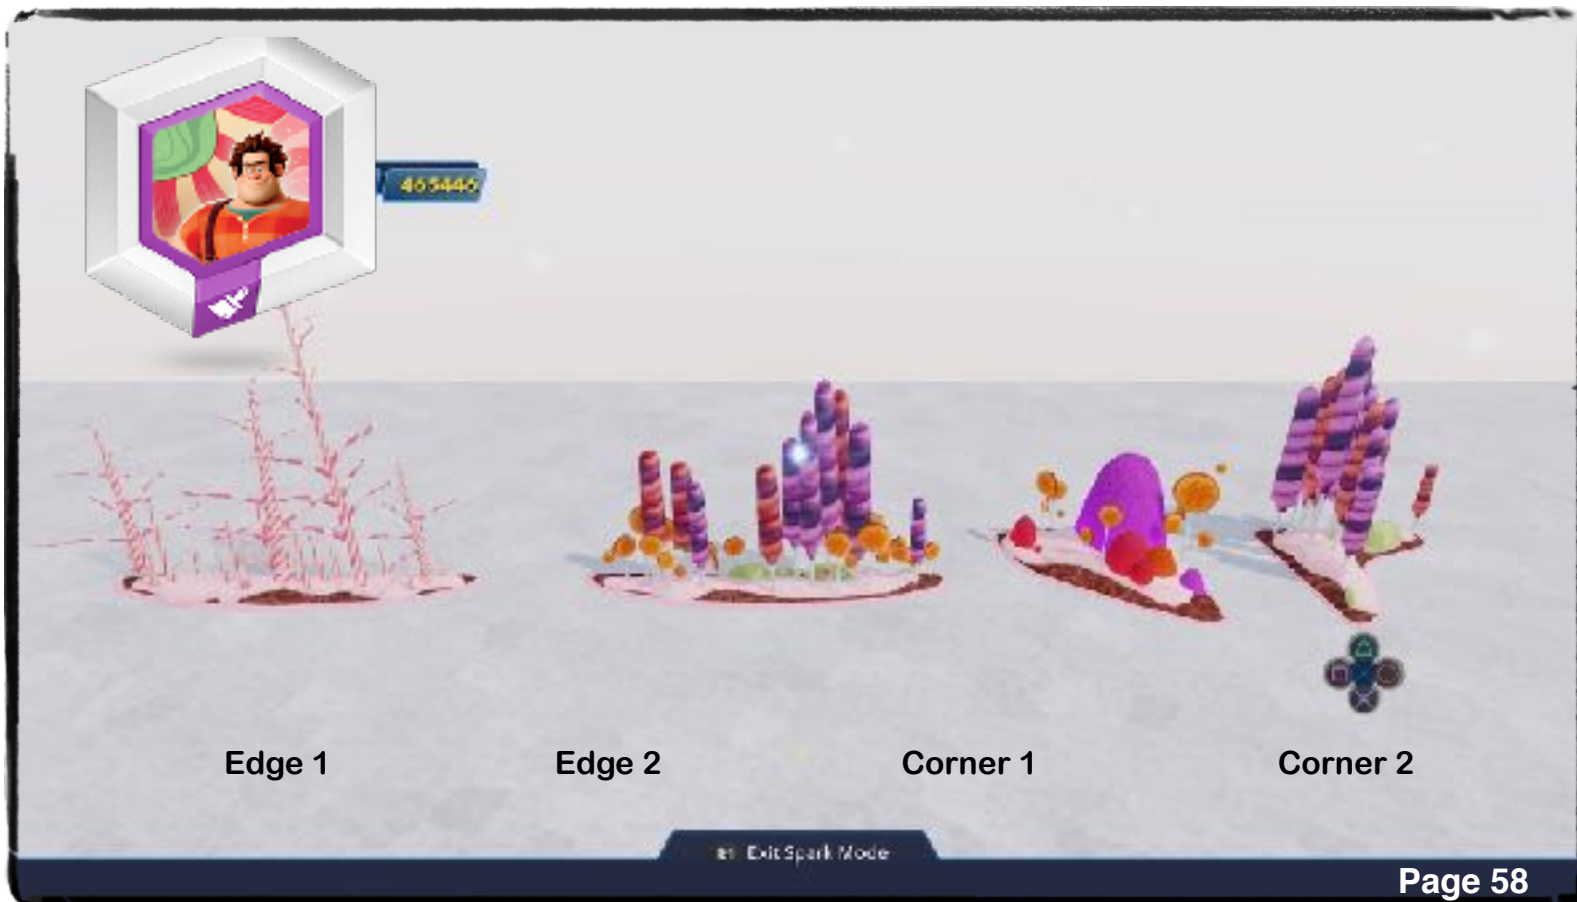 465446
Edge 1
Edge 2
Corner 1
Corner 2
Exit Spark Mode
Page 58